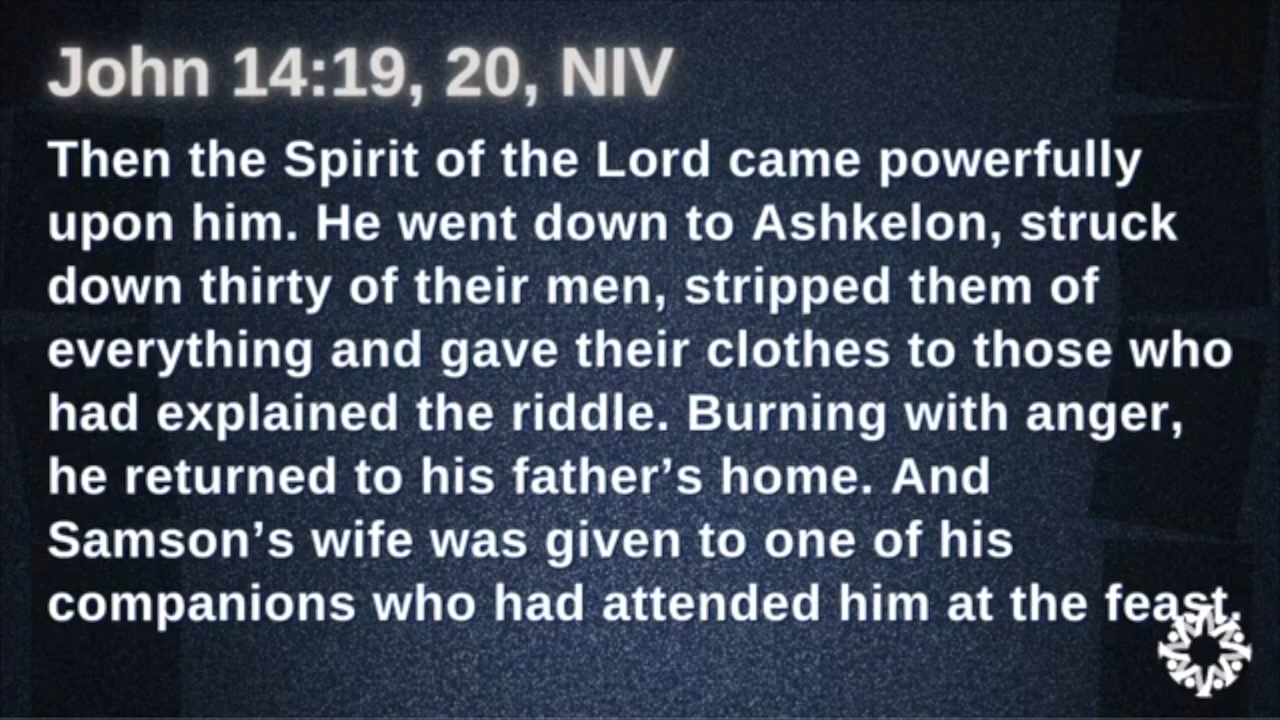 John 14:19, 20, NIV
Then the Spirit of the Lord came powerfully
upon him. He went down to Ashkelon, struck
down thirty of their men, stripped them of
everything and gave their clothes to those who
had explained the riddle. Burning with anger,
he returned to his father’s home. And
Samson’s wife was given to one of his
companions who had attended him at the feast.